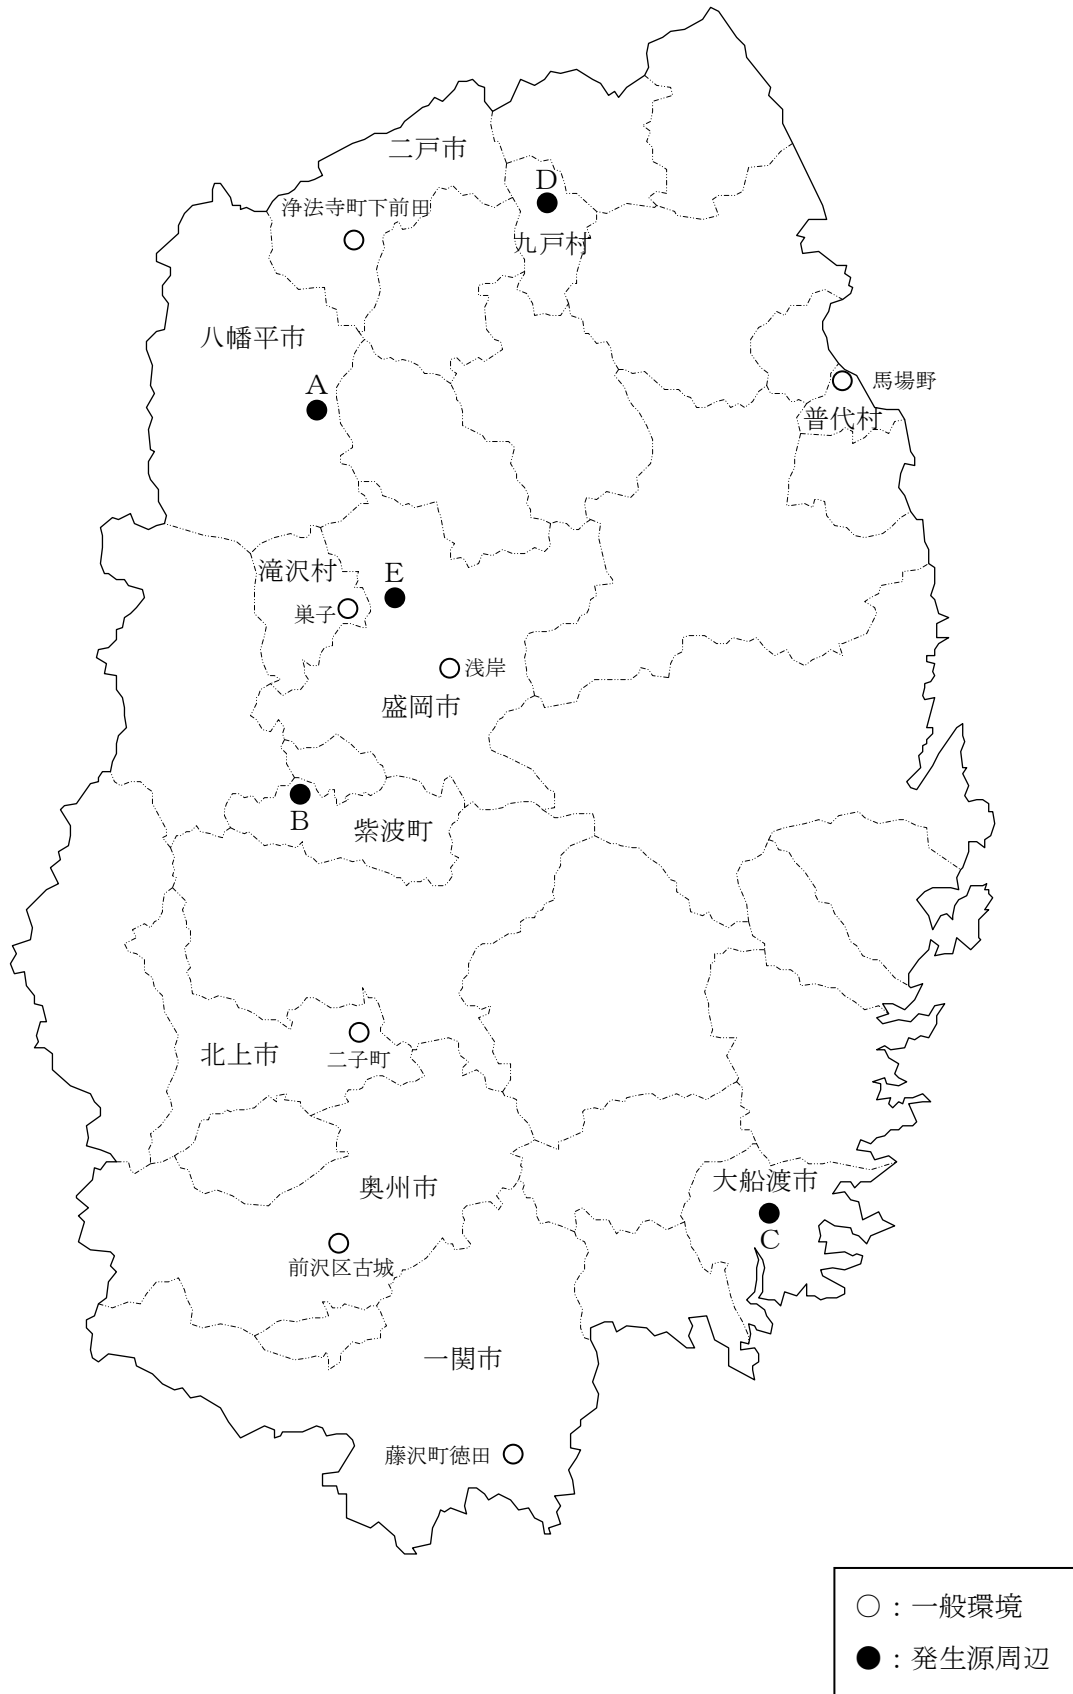 二戸市
D
浄法寺町下前田
九戸村
八幡平市
A
馬場野
普代村
滝沢村
E
巣子
浅岸
盛岡市
B
紫波町
北上市
二子町
奥州市
大船渡市
C
前沢区古城
一関市
藤沢町徳田
○：一般環境
●：発生源周辺